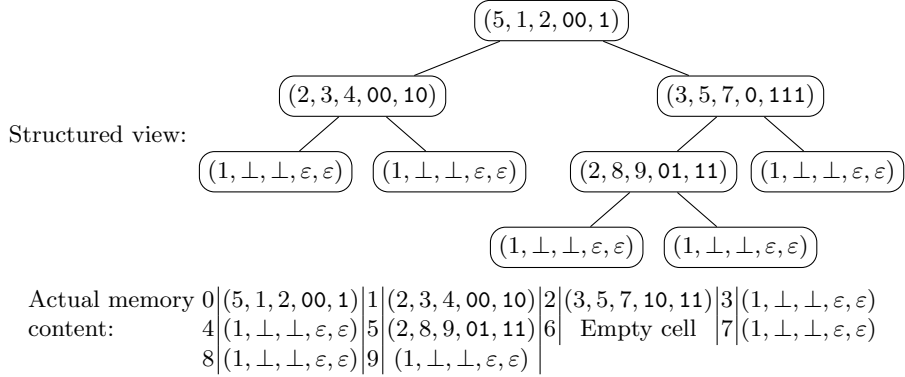 (5, 1, 2, 00, 1)
(2, 3, 4, 00, 10) (3, 5, 7, 0, 111)
Structured view:
(1, ⊥, ⊥, ε, ε) (1, ⊥, ⊥, ε, ε) (2, 8, 9, 01, 11) (1, ⊥, ⊥, ε, ε)
(1, ⊥, ⊥, ε, ε) (1, ⊥, ⊥, ε, ε)
Actual memory 0|(5, 1, 2, 00, 1)|1|(2, 3, 4, 00, 10)|2|(3, 5, 7, 10, 11)|3|(1, ⊥, ⊥, ε, ε)
content: 4|(1, ⊥, ⊥, ε, ε)|5|(2, 8, 9, 01, 11)|6| Empty cell |7|(1, ⊥, ⊥, ε, ε)
8|(1, ⊥, ⊥, ε, ε)|9| (1, ⊥, ⊥, ε, ε) |